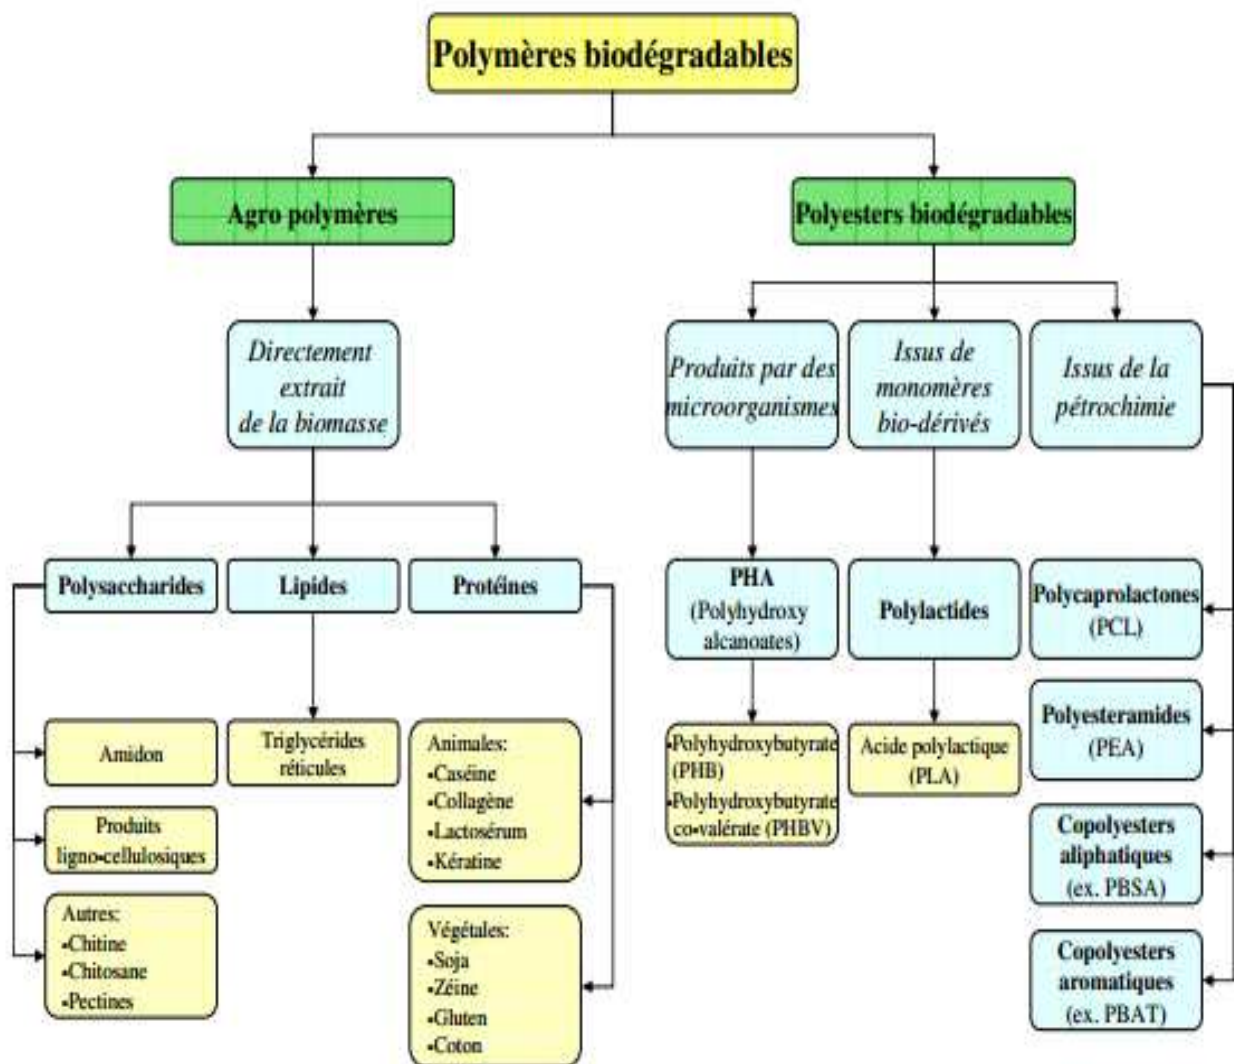 Polymères biodégradables
Agro polymères
Polyesters biodégradables
Directement
extrait
de la biomasse
Produits par des
microorganismes
Issus de
monomères
bio-dérivés
Issus de la
pétrochimie
Polysaccharides
Lipides
Protéines
PHA
(Polyhydroxy
alcanoates)
Polylactides
Polycaprolactones
(PCL)
Amidon
Triglycérides
réticules
Animales:
•Caséine
•Collagène
•Lactosérum
•Kératine
•Polyhydroxybutyrate
(PHB)
•Polyhydroxybutyrate
co-valérate (PHBV)
Acide polylactique
(PLA)
Polyesteramides
(PEA)
Produits
ligno-cellulosiques
Copolyesters
aliphatiques
(ex. PBSA)
Autres:
•Chitine
•Chitosane
•Pectines
Végétales:
•Soja
•Zéine
•Gluten
•Coton
Copolyesters
aromatiques
(ex. PBAT)